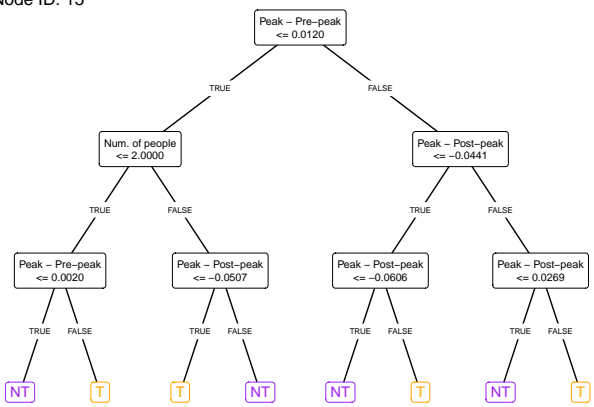 Node ID: 15
Peak − Pre−peak
<= 0.0120
TRUE
FALSE
Num. of people
<= 2.0000
Peak − Post−peak
<= −0.0441
TRUE
FALSE
TRUE
FALSE
Peak − Pre−peak
<= 0.0020
Peak − Post−peak
<= −0.0507
Peak − Post−peak
<= −0.0606
Peak − Post−peak
<= 0.0269
TRUE
FALSE
TRUE
FALSE
TRUE
FALSE
TRUE
FALSE
NT
T
T
NT
NT
T
NT
T